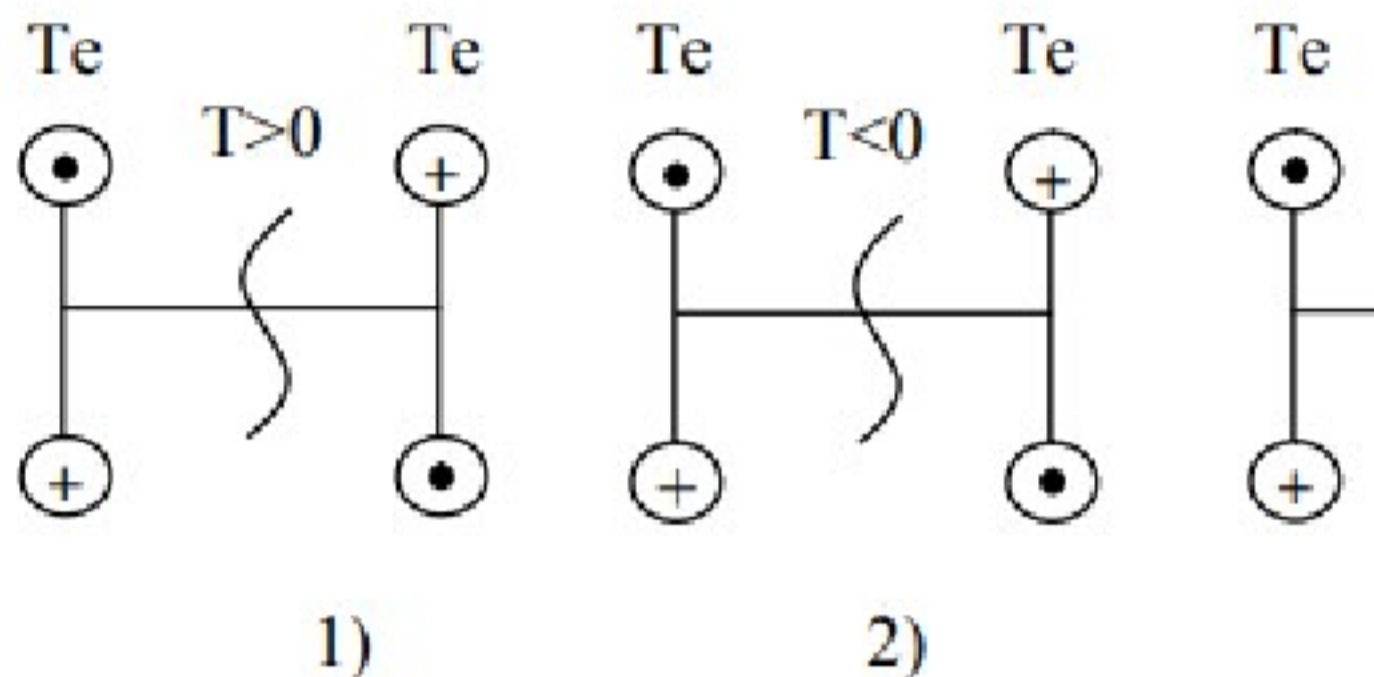 Te Te Te Te Te
T>0 T<0
+ +
+ + +
1) 2)